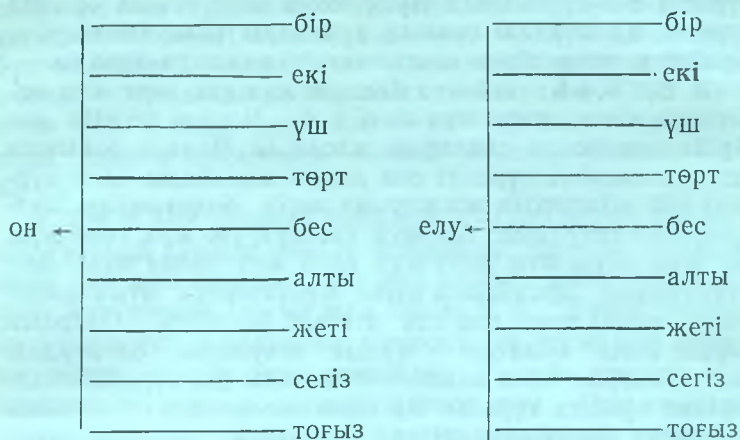 бір бір
екі екі
үш үш
төрт төрт
он ← бес елу ← бес
алты алты
жеті жеті
сегіз сегіз
тоғыз тоғыз